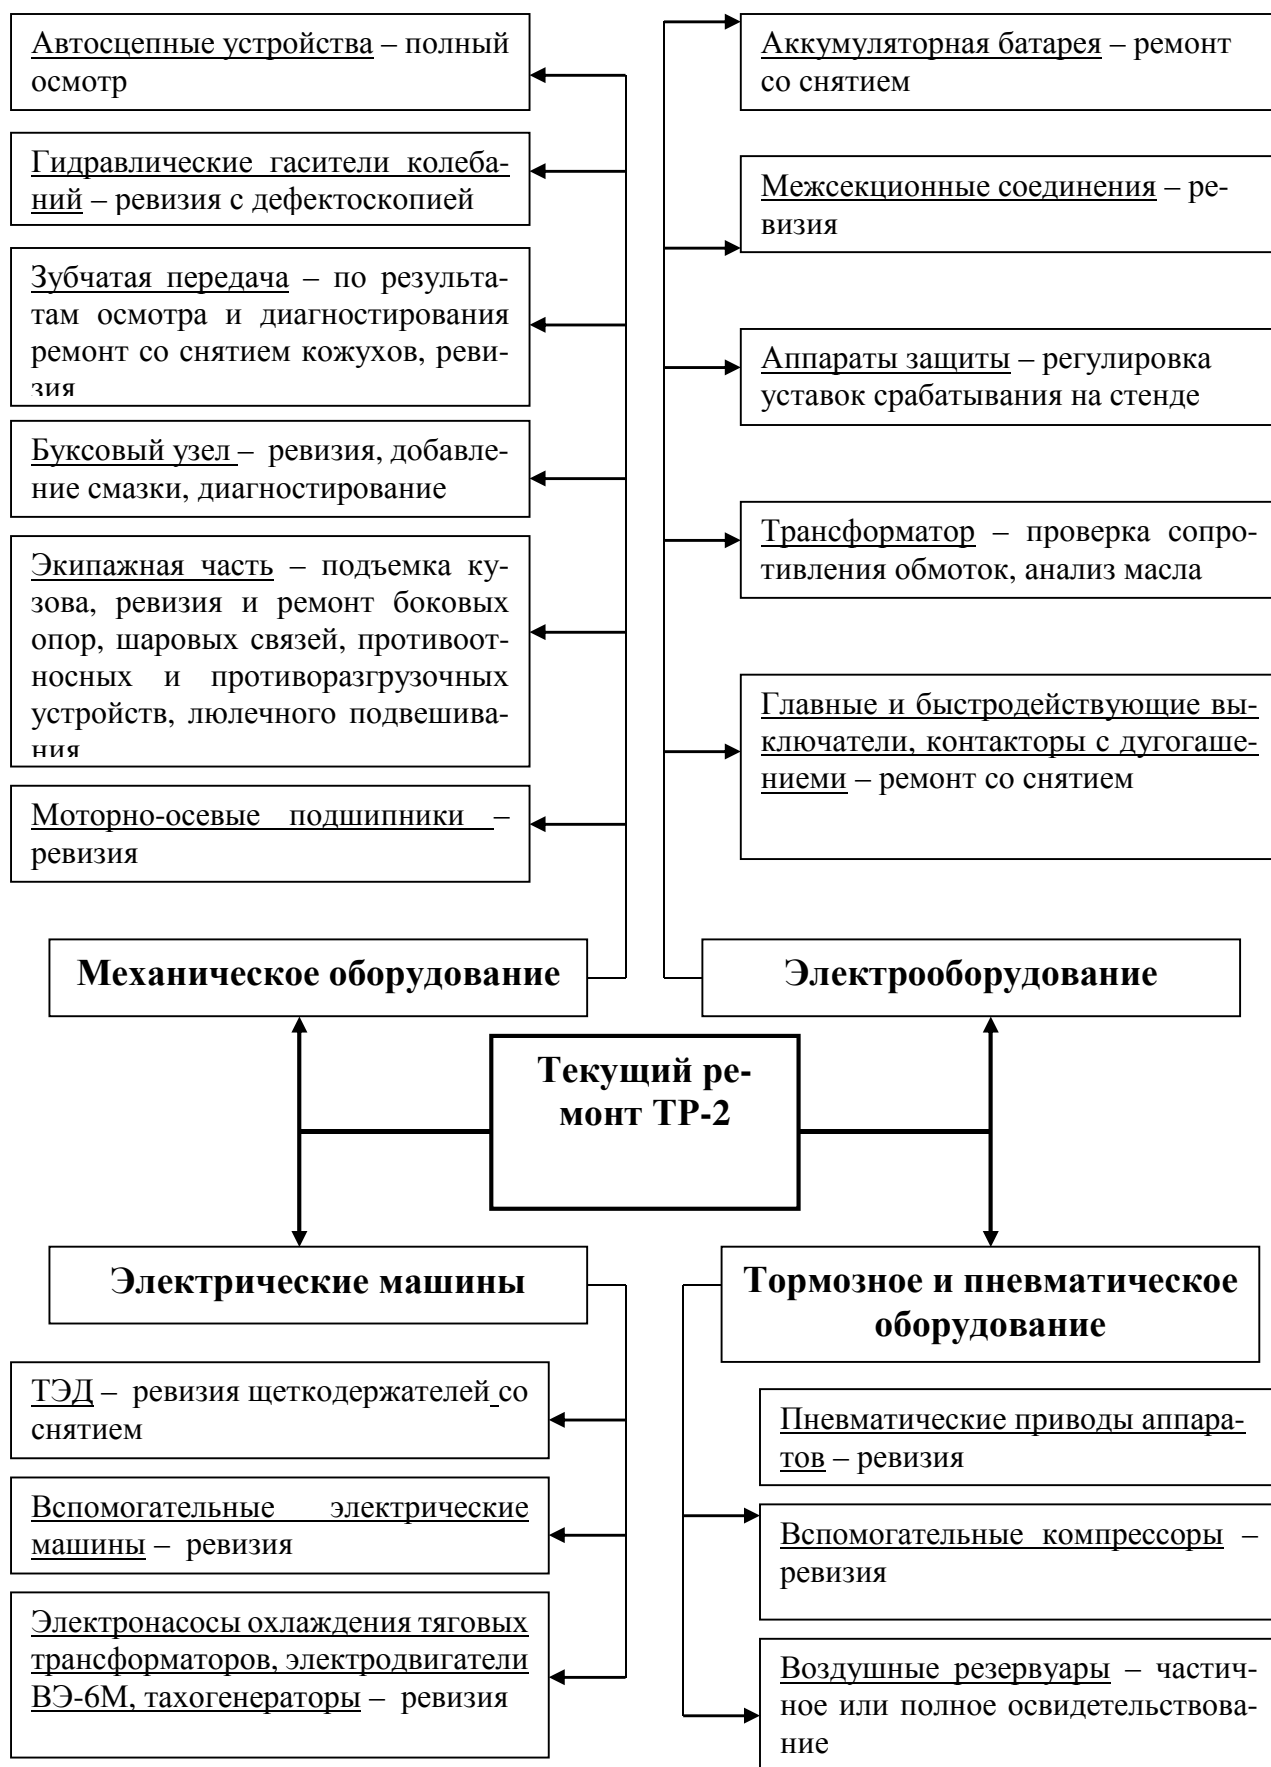 Автосцепные устройства – полный
осмотр
Гидравлические гасители колеба-
ний – ревизия с дефектоскопией
Зубчатая передача – по результа-
там осмотра и диагностирования
ремонт со снятием кожухов, реви-
зия
Буксовый узел – ревизия, добавле-
ние смазки, диагностирование
Экипажная часть – подъемка ку-
зова, ревизия и ремонт боковых
опор, шаровых связей, противоот-
носных и противоразгрузочных
устройств, люлечного подвешива-
ния
Моторно-осевые подшипники –
ревизия
Аккумуляторная батарея – ремонт
со снятием
Межсекционные соединения – ре-
визия
Аппараты защиты – регулировка
уставок срабатывания на стенде
Трансформатор – проверка сопро-
тивления обмоток, анализ масла
Главные и быстродействующие вы-
ключатели, контакторы с дугогаше-
ниеми – ремонт со снятием
Механическое оборудование
Электрооборудование
Текущий ре-
монт ТР-2
Электрические машины
Тормозное и пневматическое
оборудование
ТЭД – ревизия щеткодержателей со
снятием
Вспомогательные электрические
машины – ревизия
Электронасосы охлаждения тяговых
трансформаторов, электродвигатели
ВЭ-6М, тахогенераторы – ревизия
Пневматические приводы аппара-
тов – ревизия
Вспомогательные компрессоры –
ревизия
Воздушные резервуары – частич-
ное или полное освидетельствова-
ние